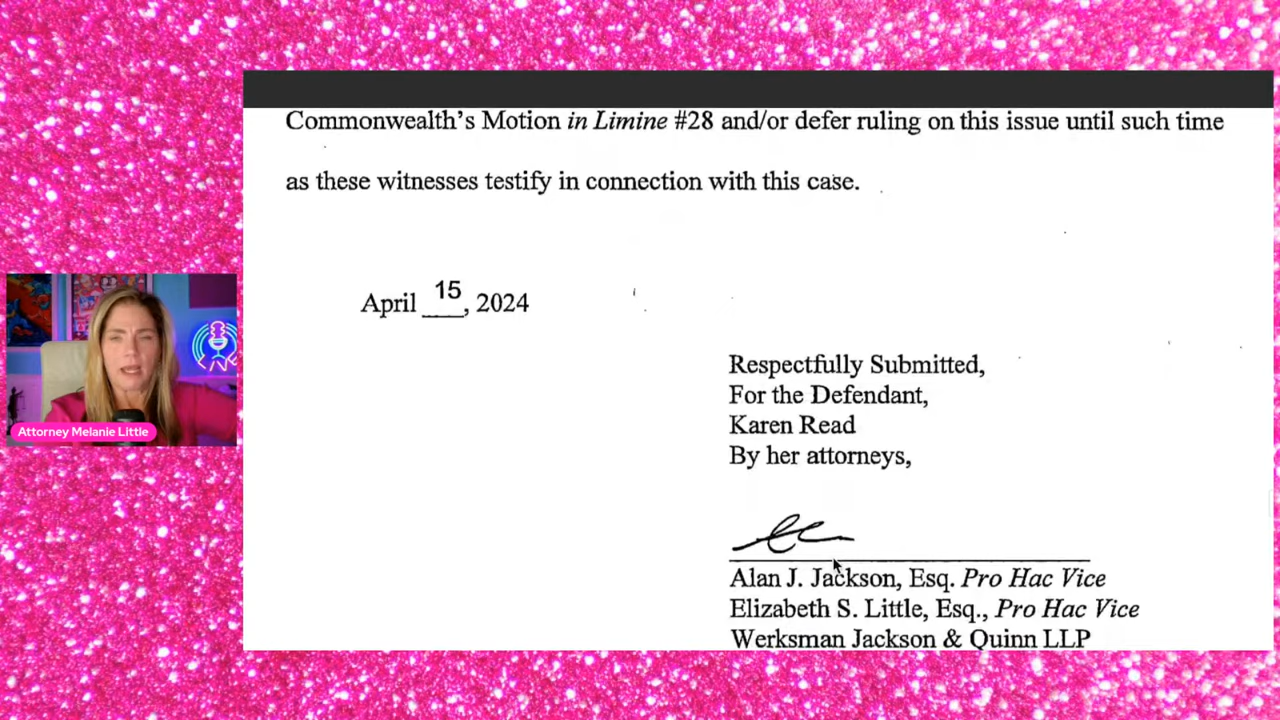 Commonwealth's Motion in Limine #28 and/or defer ruling on this issue until such time
as these witnesses testify in connection with this case.
April 15, 2024
Respectfully Submitted,
For the Defendant,
Karen Read
By her attorneys,
Alan J. Jackson, Esq. Pro Hac Vice
Elizabeth S. Little, Esq., Pro Hac Vice
Werksman Jackson & Quinn LLP
Attorney Melanie Little